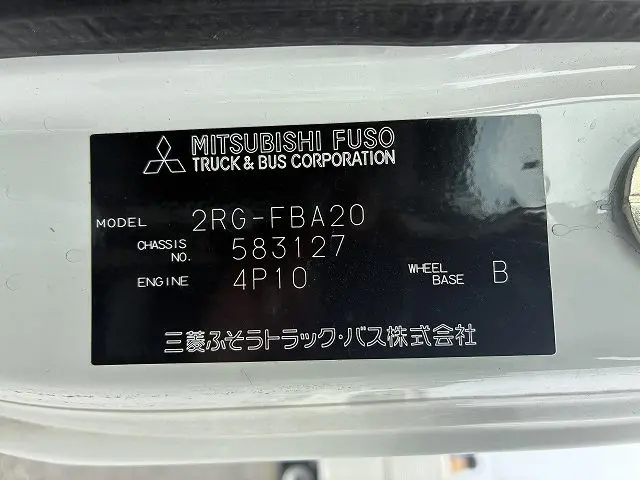 MITSUBISHI FUSO
TRUCK & BUS CORPORATION
MODEL 2RG-FBA20
CHASSIS NO. 583127
ENGINE 4P10 WHEEL BASE B
三菱ふそうトラック・バス株式会社